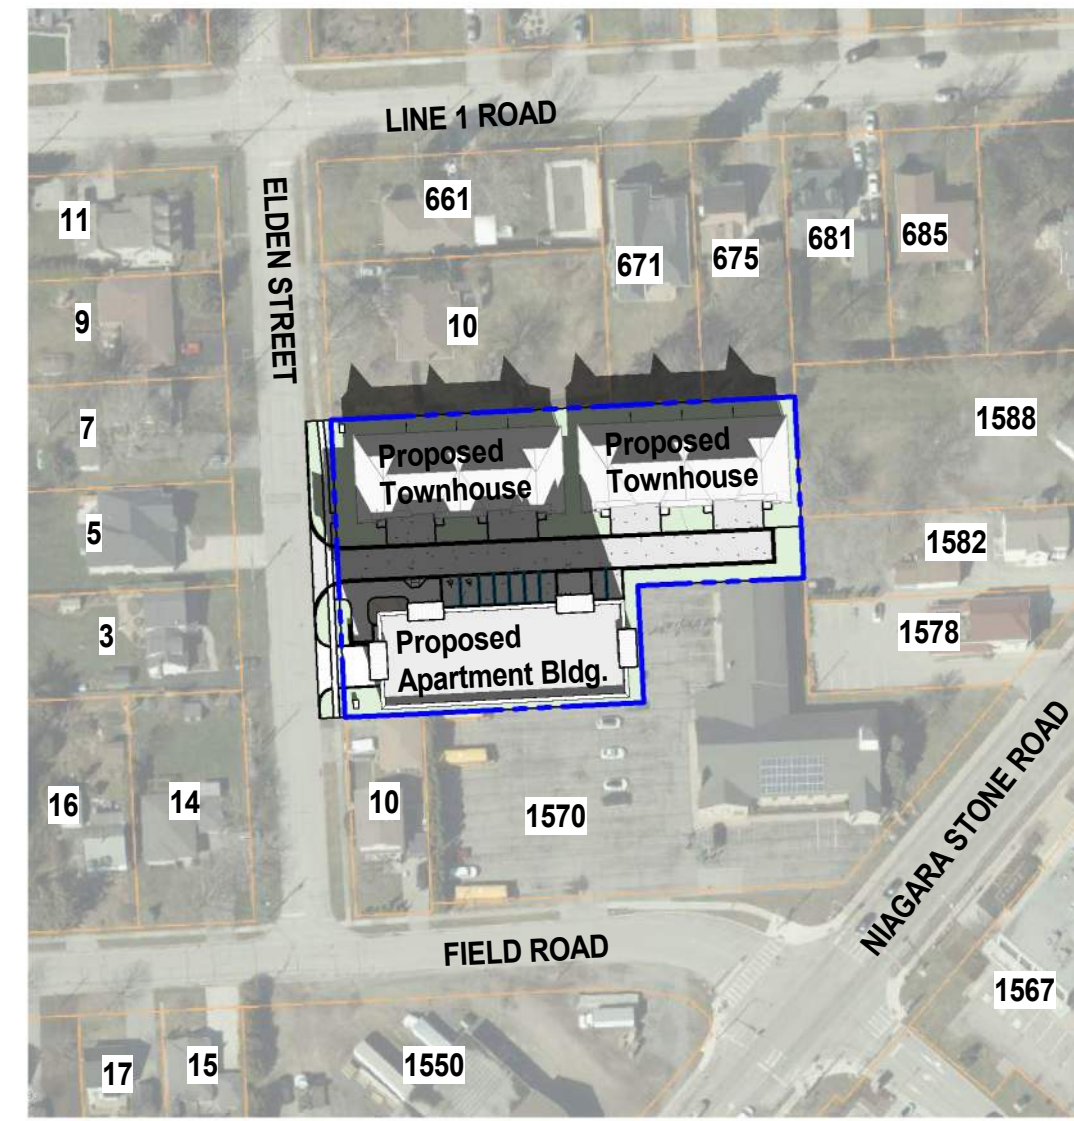 LINE 1 ROAD
ELDEN STREET
661
11
671
675
681
685
9
10
7
1588
Proposed
Townhouse
Proposed
Townhouse
5
1582
3
1578
Proposed
Apartment Bldg.
16
14
10
1570
NIAGARA STONE ROAD
FIELD ROAD
1567
17
15
1550